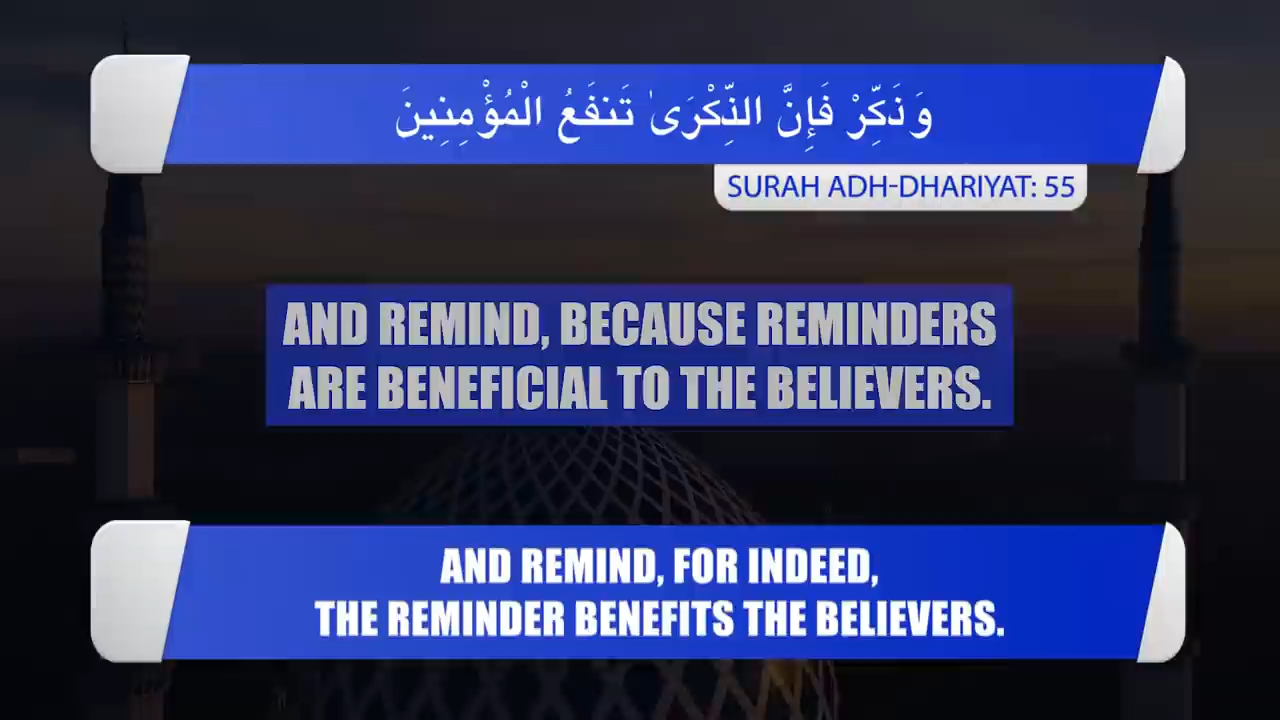 وَذَكِّرْ فَإِنَّ الذِّكْرَىٰ تَنفَعُ الْمُؤْمِنِينَ
SURAH ADH-DHARIYAT: 55
AND REMIND, BECAUSE REMINDERS
ARE BENEFICIAL TO THE BELIEVERS.
AND REMIND, FOR INDEED,
THE REMINDER BENEFITS THE BELIEVERS.